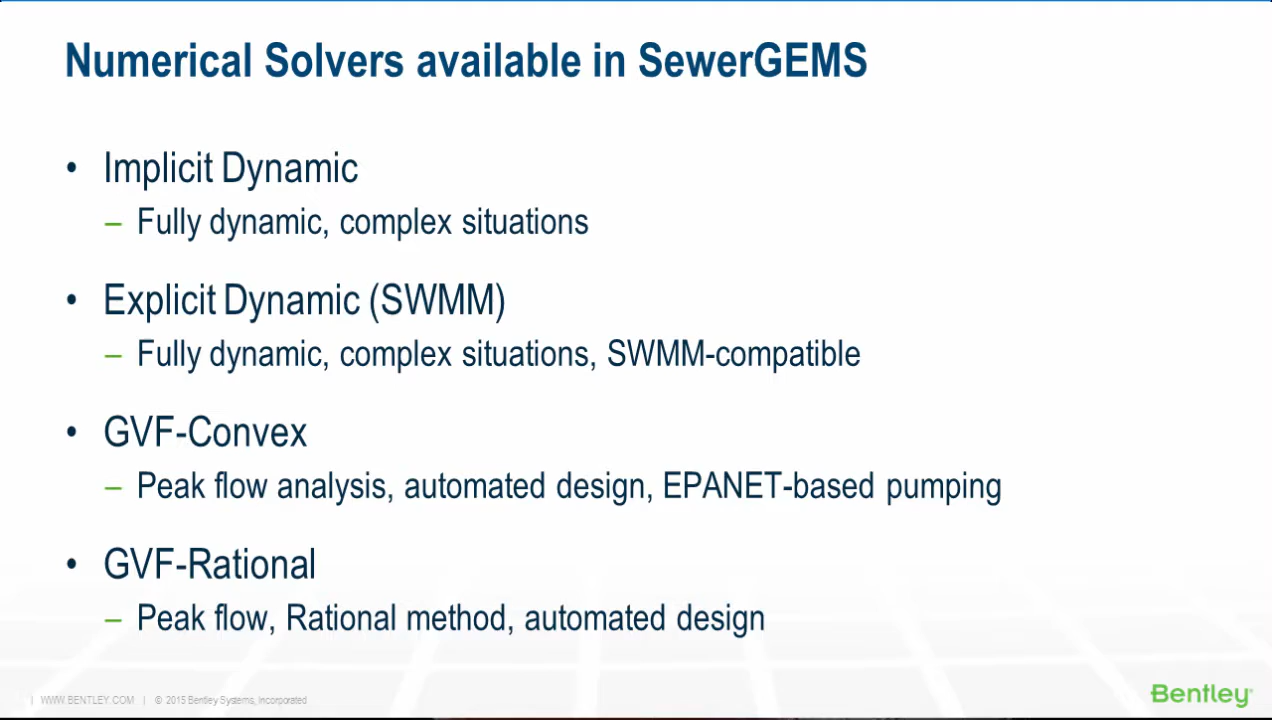 Numerical Solvers available in SewerGEMS
• Implicit Dynamic
– Fully dynamic, complex situations
• Explicit Dynamic (SWMM)
– Fully dynamic, complex situations, SWMM-compatible
• GVF-Convex
– Peak flow analysis, automated design, EPANET-based pumping
• GVF-Rational
– Peak flow, Rational method, automated design
| WWW.BENTLEY.COM | © 2015 Bentley Systems, Incorporated
Bentley